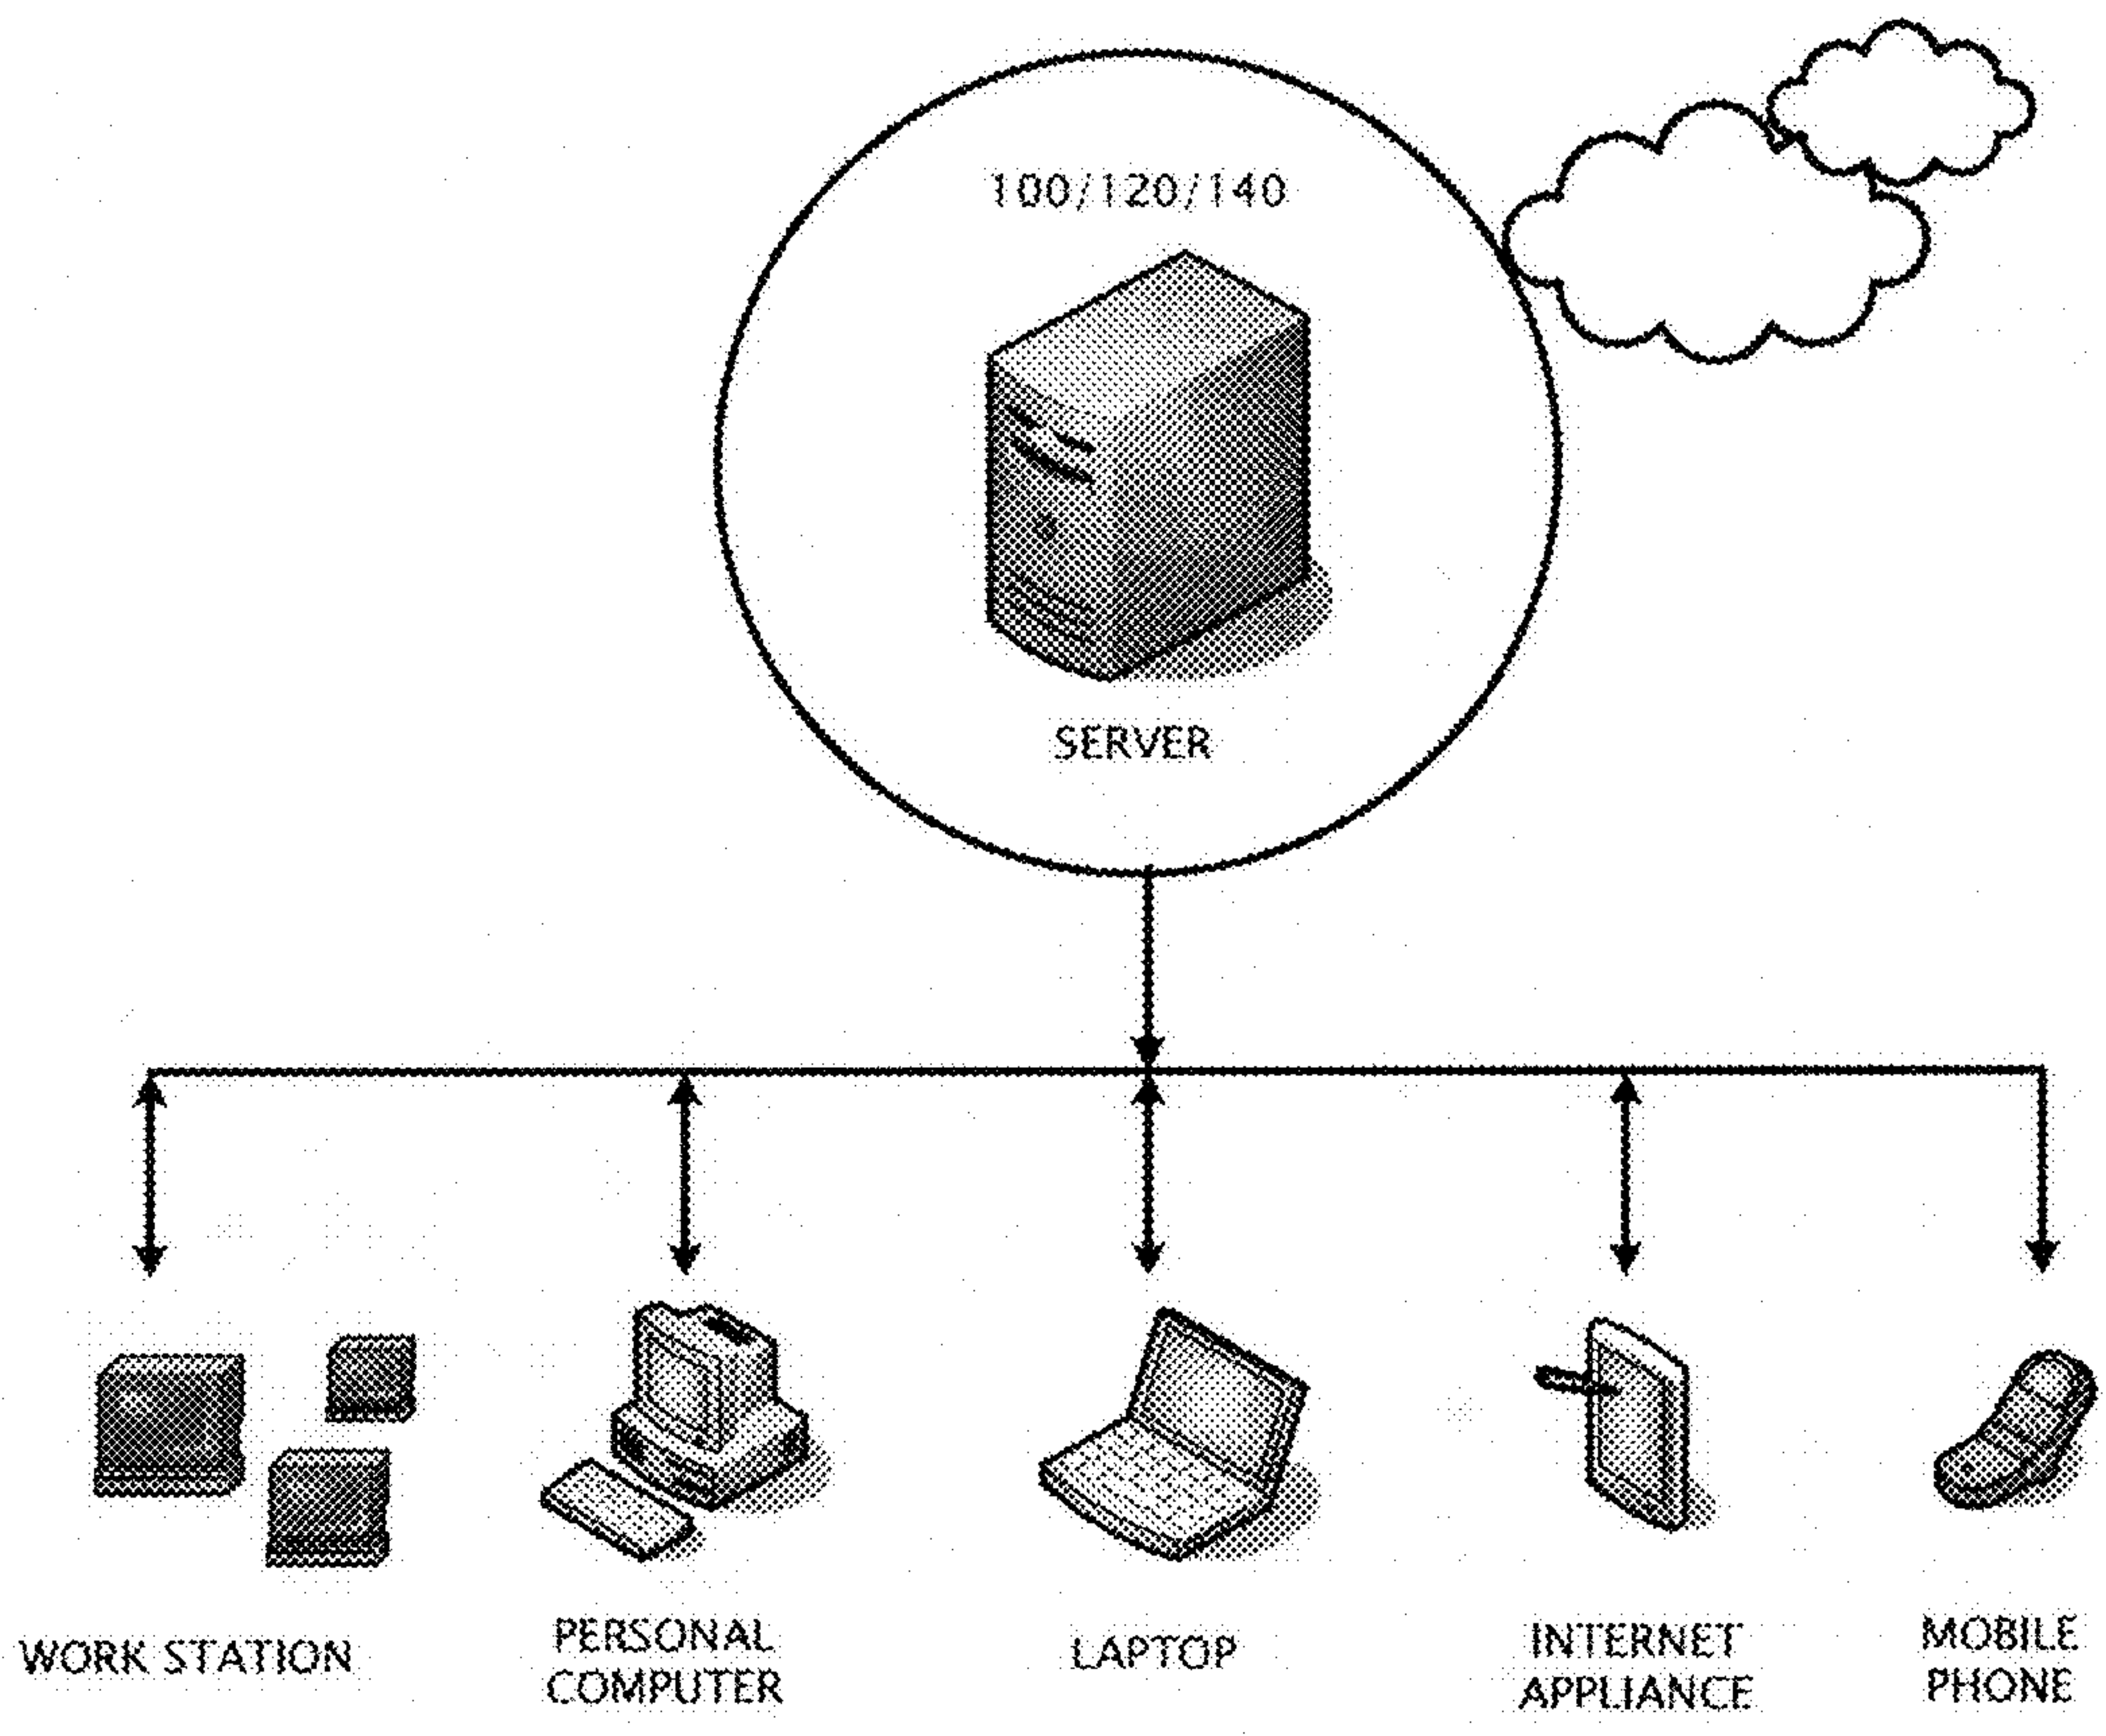 100/120/140
SERVER
WORK STATION
PERSONAL
COMPUTER
LAPTOP
INTERNET
APPLIANCE
MOBILE
PHONE